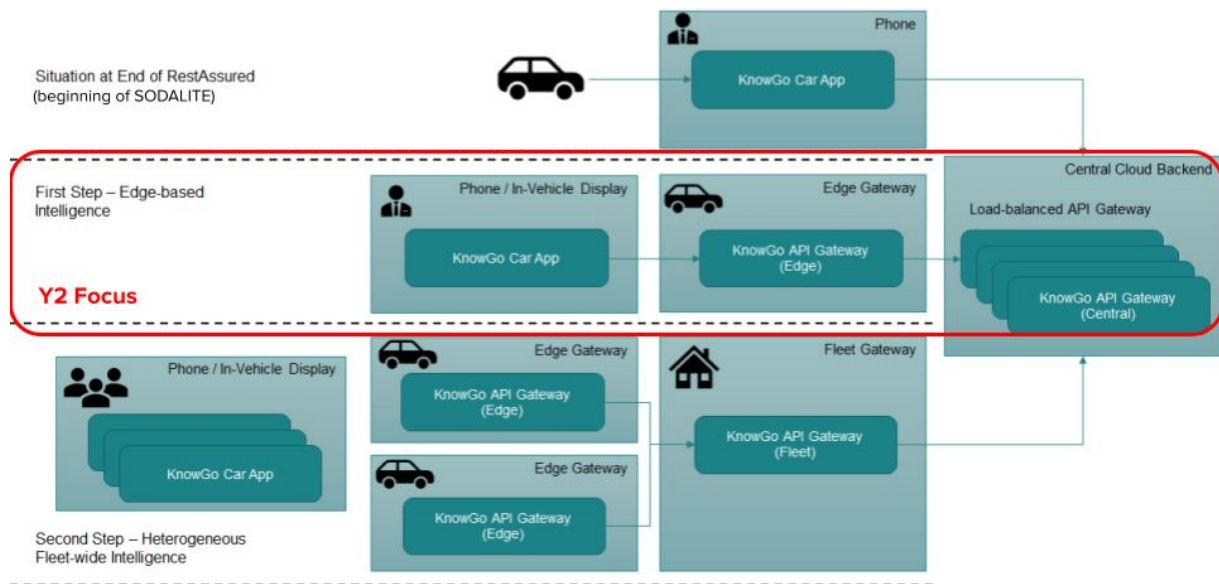 Situation at End of RestAssured
(beginning of SODALITE)
Phone
KnowGo Car App
First Step – Edge-based
Intelligence
Y2 Focus
Phone / In-Vehicle Display
KnowGo Car App
Edge Gateway
KnowGo API Gateway
(Edge)
Central Cloud Backend
Load-balanced API Gateway
KnowGo API Gateway
(Central)
Phone / In-Vehicle Display
KnowGo Car App
Edge Gateway
KnowGo API Gateway
(Edge)
Edge Gateway
KnowGo API Gateway
(Edge)
Fleet Gateway
KnowGo API Gateway
(Fleet)
Second Step – Heterogeneous
Fleet-wide Intelligence